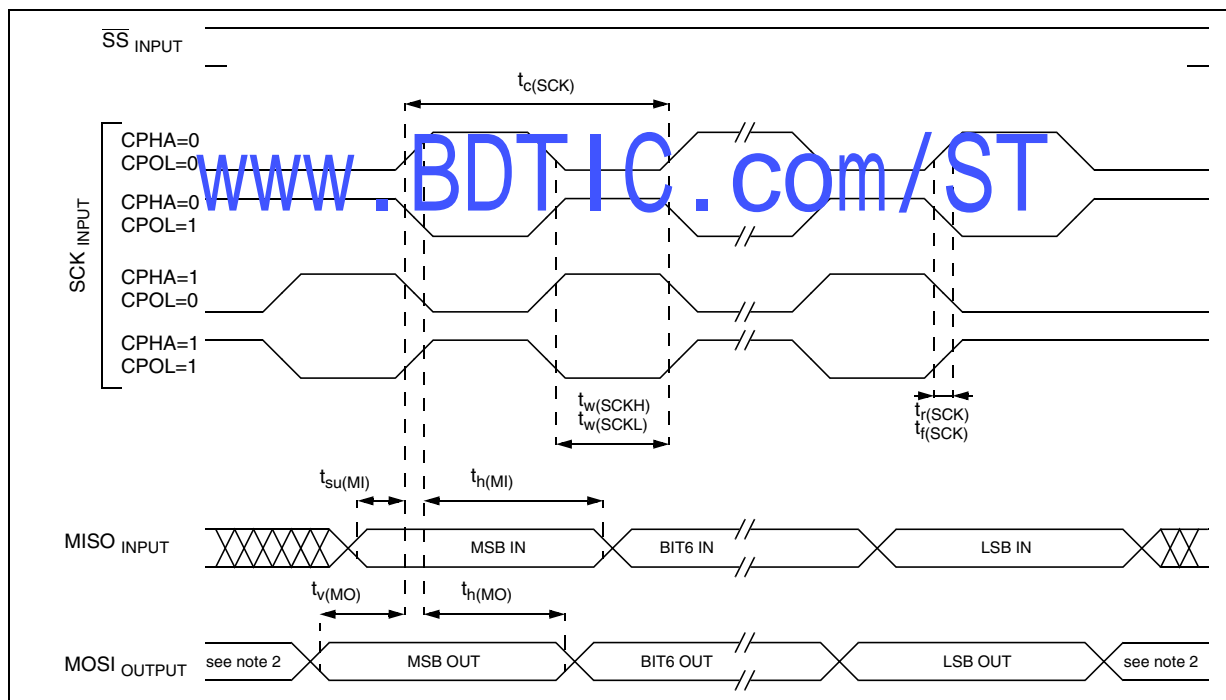 SS INPUT
tc(SCK)
SCK INPUT
CPHA=0
CPOL=0
www.BDTIC.com/ST
CPHA=0
CPOL=1
CPHA=1
CPOL=0
CPHA=1
CPOL=1
tw(SCKH)
tw(SCKL)
tr(SCK)
tf(SCK)
tsu(MI)
th(MI)
MISO INPUT
MSB IN
BIT6 IN
LSB IN
tv(MO)
th(MO)
MOSI OUTPUT
see note 2
MSB OUT
BIT6 OUT
LSB OUT
see note 2